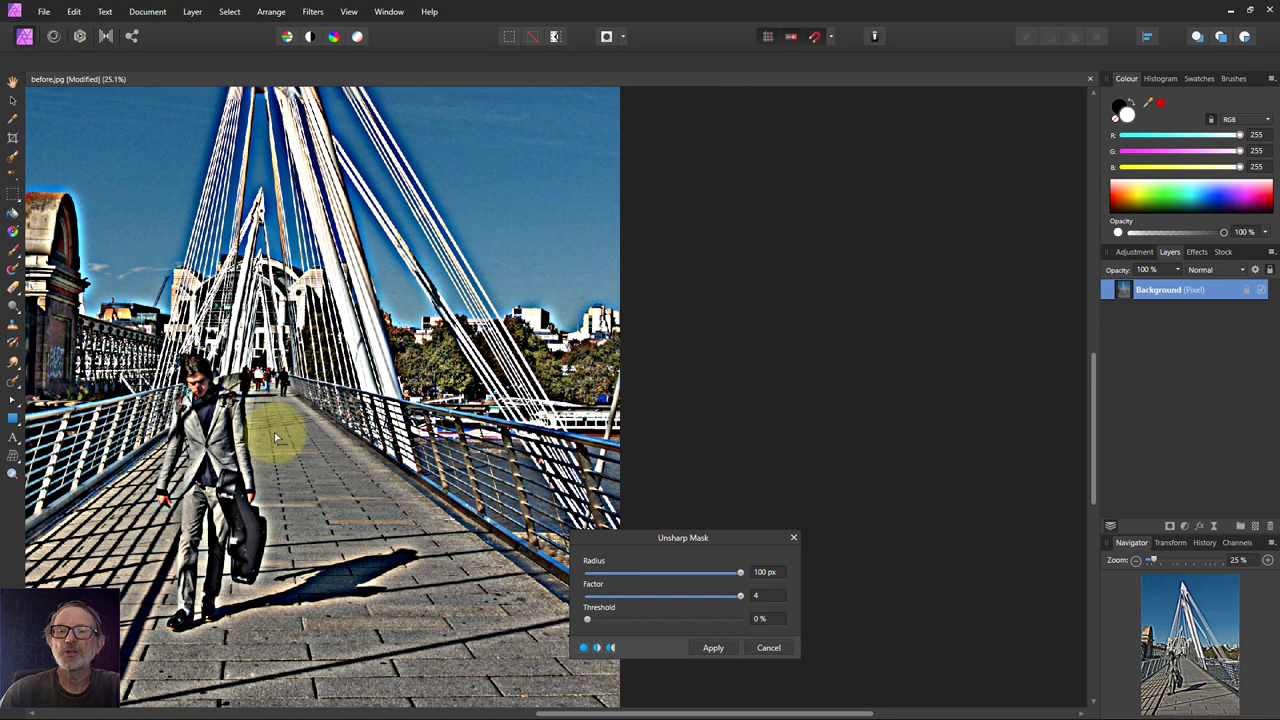 File Edit Text Document Layer Select Arrange Filters View Window Help
before.jpg [Modified] (25.1%)
Colour Histogram Swatches Brushes
RGB
R: 255
G: 255
B: 255
Opacity
100 %
Adjustment Layers Effects Stock
Opacity: 100 % Normal
Background (Pixel)
Unsharp Mask
Radius
100 px
Factor
4
Threshold
0 %
Apply Cancel
Navigator Transform History Channels
Zoom: 25 %